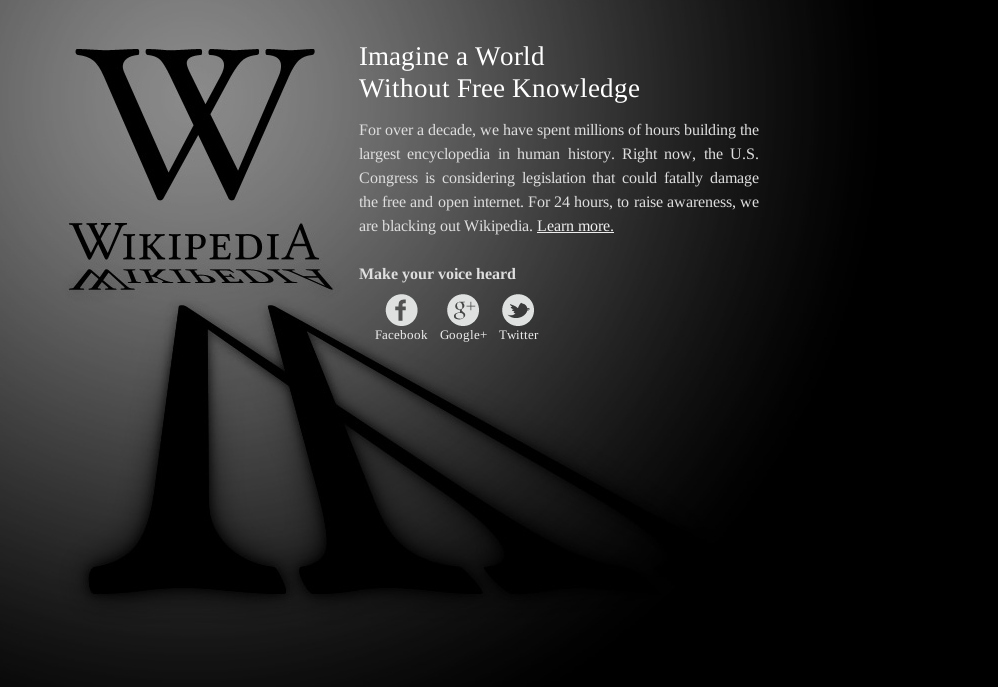 W
WIKIPEDIA
Imagine a World
Without Free Knowledge
For over a decade, we have spent millions of hours building the
largest encyclopedia in human history. Right now, the U.S.
Congress is considering legislation that could fatally damage
the free and open internet. For 24 hours, to raise awareness, we
are blacking out Wikipedia. Learn more.
Make your voice heard
Facebook Google+ Twitter